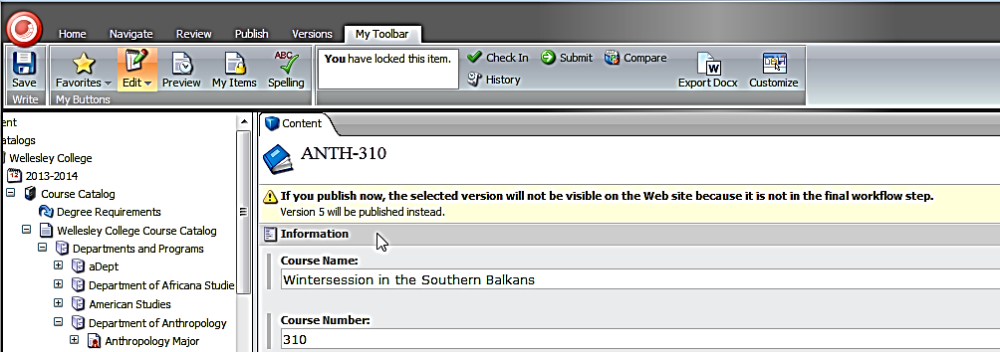 Home Navigate Review Publish Versions My Toolbar
Save Favorites Edit Preview My Items ABC Spelling
You have locked this item.
Check In Submit Compare
History
W Export Docx Customize
Write My Buttons
ent
atalogs
Wellesley College
12 2013-2014
Course Catalog
Degree Requirements
Wellesley College Course Catalog
Departments and Programs
aDept
Department of Africana Studie
American Studies
Department of Anthropology
Anthropology Major
Content
ANTH-310
If you publish now, the selected version will not be visible on the Web site because it is not in the final workflow step.
Version 5 will be published instead.
Information
Course Name:
Wintersession in the Southern Balkans
Course Number:
310